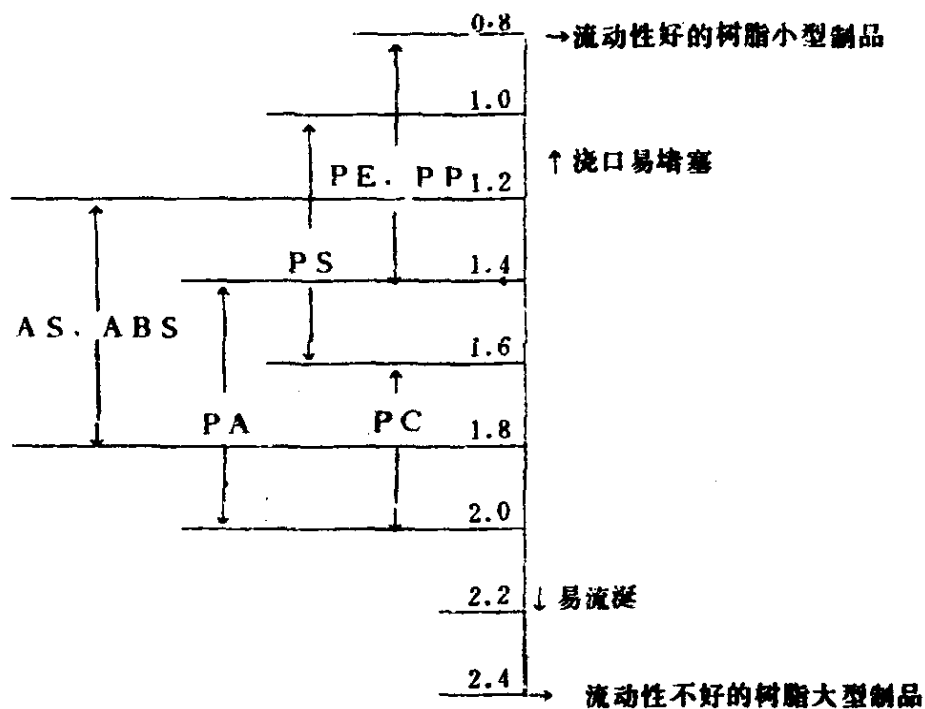 0.8 →流动性好的树脂小型制品
1.0
↑浇口易堵塞
PE、PP 1.2
PS 1.4
AS、ABS
1.6
PA PC 1.8
2.0
2.2 ↓易流涎
2.4 → 流动性不好的树脂大型制品